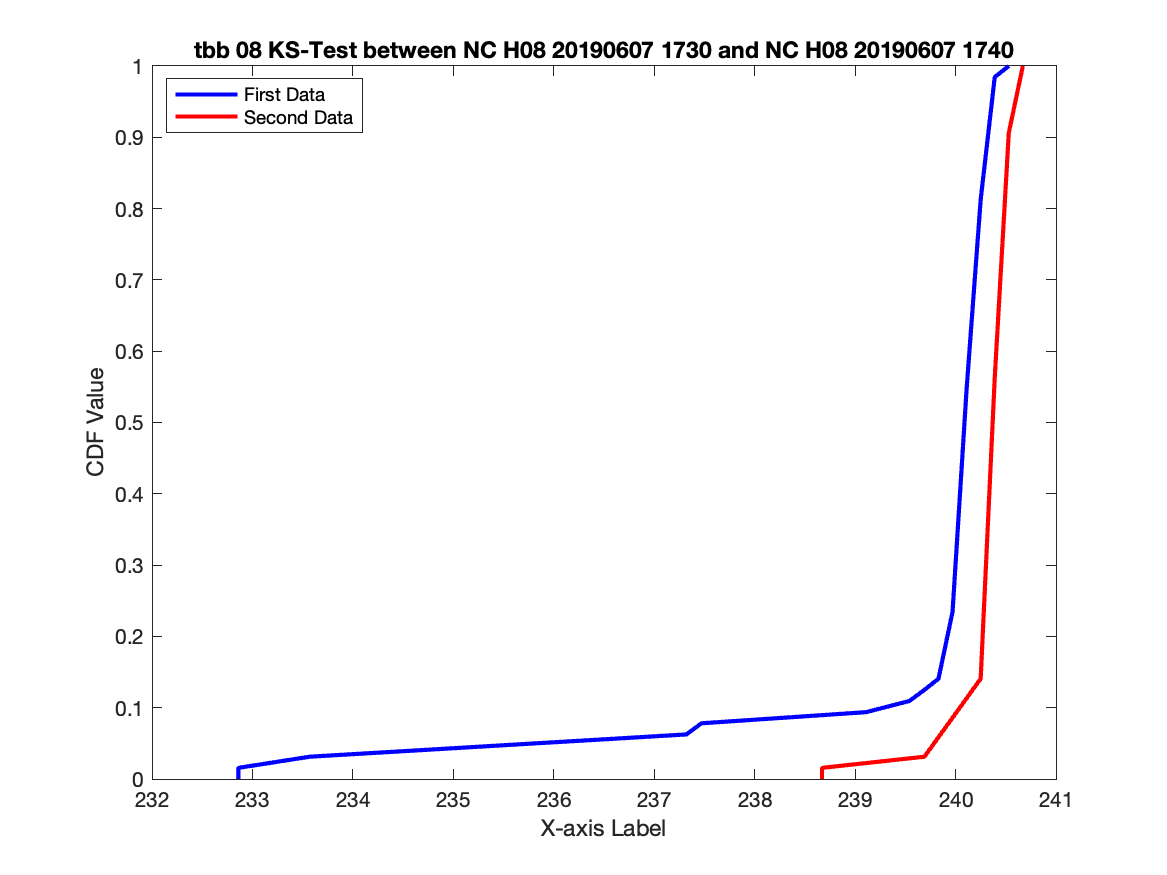 tbb 08 KS-Test between NC H08 20190607 1730 and NC H08 20190607 1740
First Data
Second Data
1
0.9
0.8
0.7
0.6
0.5
0.4
0.3
0.2
0.1
0
CDF Value
232 233 234 235 236 237 238 239 240 241
X-axis Label